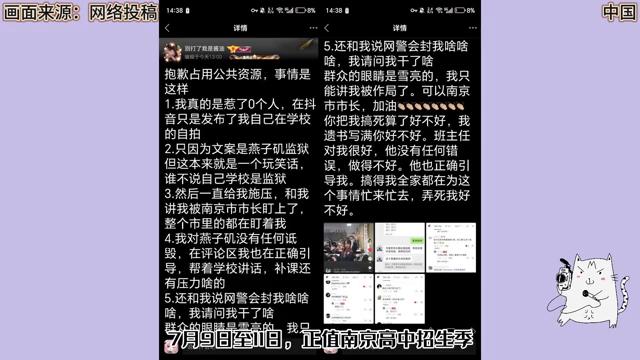 画面来源：网络投稿
中国
14:38
详情
别打了我是酱油
编辑于今天13:00
抱歉占用公共资源，事情是
这样
1.我真的是惹了0个人，在抖
音只是发布了我自己在学校
的自拍
2.只因为文案是燕子矶监狱
但这本来就是一个玩笑话，
谁不说自己学校是监狱
3.然后一直给我施压，和我
讲我被南京市市长盯上了，
整个市里的都在盯着我
4.我对燕子矶没有任何诋
毁，在评论区我也在正确引
导，帮着学校讲话，补课还
有压力啥的
5.还和我说网警会封我啥啥
啥，我请问我干了啥
群众的眼睛是雪亮的，我只
14:38
详情
5.还和我说网警会封我啥啥
啥，我请问我干了啥
群众的眼睛是雪亮的，我只
能讲我被作局了。可以南京
市市长，加油👏👏👏👏👏👏
你把我搞死算了好不好，我
遗书写满你好不好。班主任
对我很好，他没有任何错
误，做得不好。他也正确引
导我。搞得我全家都在为这
个事情忙来忙去，弄死我好
不好。
7月9日至11日，正值南京高中招生季